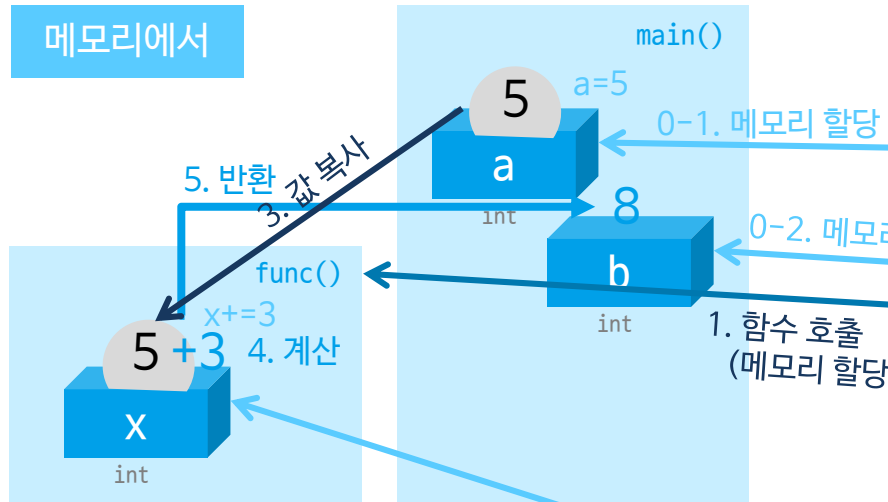 메모리에서
main()
5
a=5
0-1. 메모리 할당
a
int
3. 값 복사
5. 반환
8
0-2.
b
int
func()
1. 함수 호출
(메모리 할당
x+=3
5 +3
4. 계산
x
int